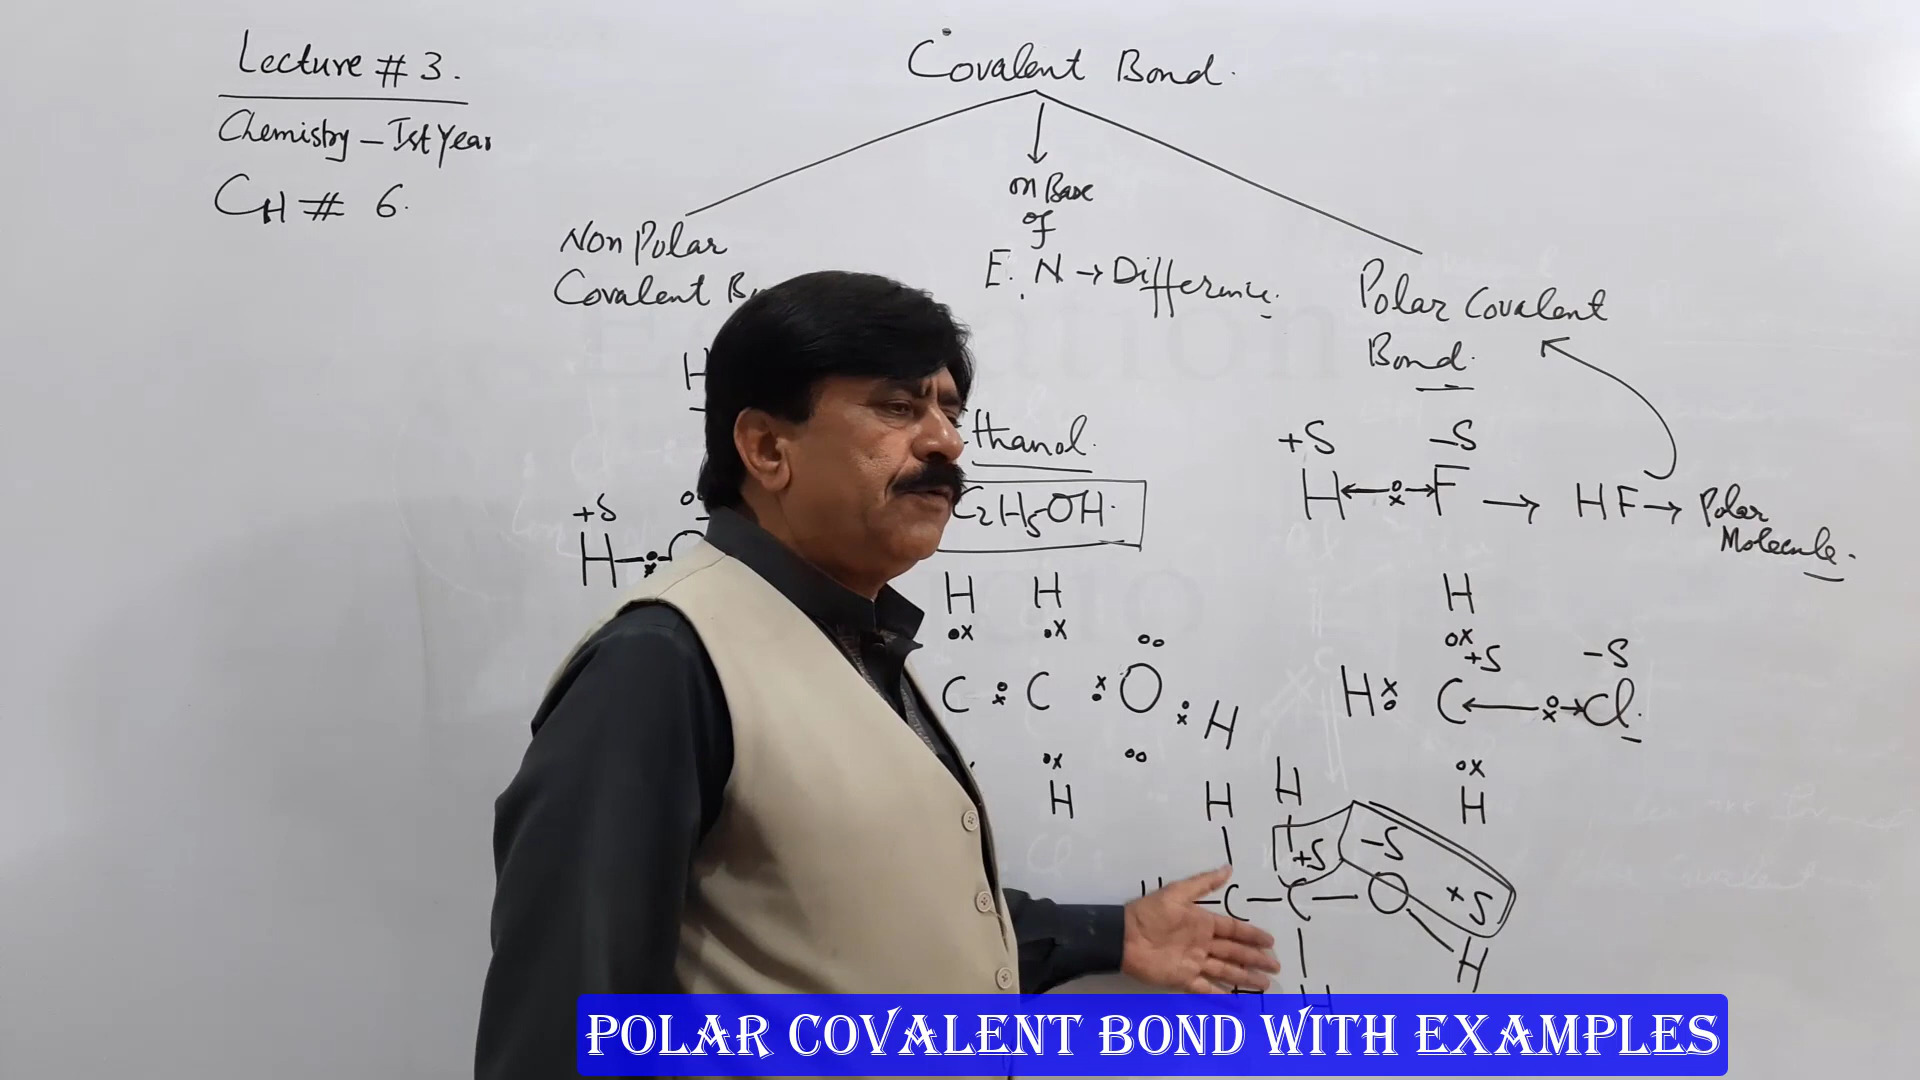 Lecture # 3.
Chemistry - Ist Year
CH # 6.
Covalent Bond.
on Base
of
E.N → Difference.
Non Polar
Covalent
Polar Covalent
Bond.
+S -S
H ←→ F → HF → Polar
Molecule.
Ethanol.
C2H5OH.
+S
H
H
H H
C C O H
H
H
+S -S
H C ←→ Cl.
H
H H
+S -S
H - C - C - O +S
H
H H
POLAR COVALENT BOND WITH EXAMPLES